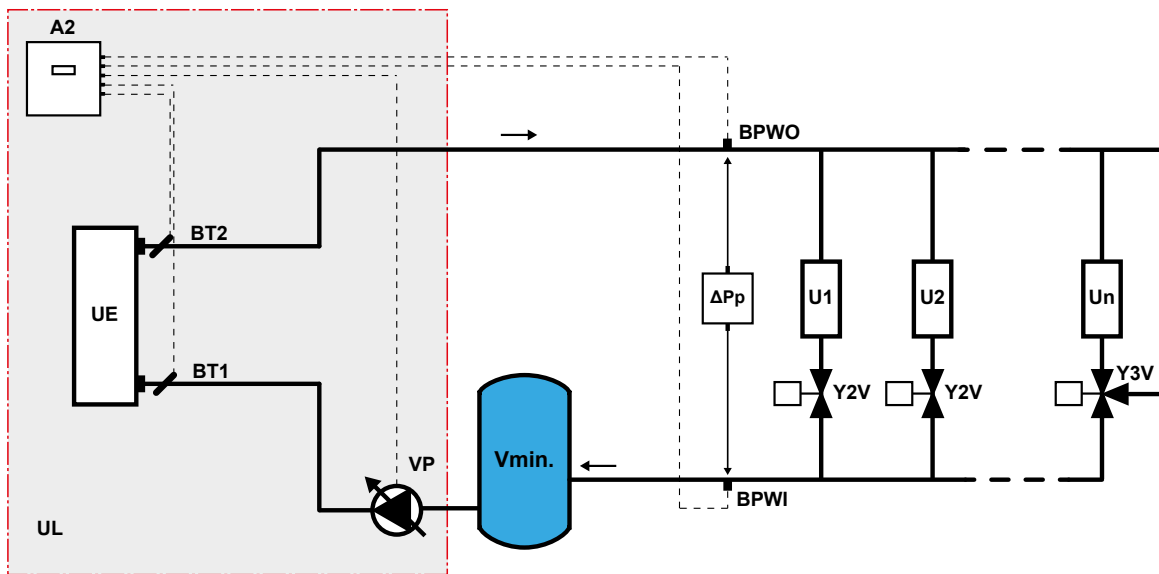 A2
BPWO
BT2
UE
ΔPp
U1
U2
Un
BT1
Y2V
Y2V
Y3V
Vmin.
VP
BPWI
UL